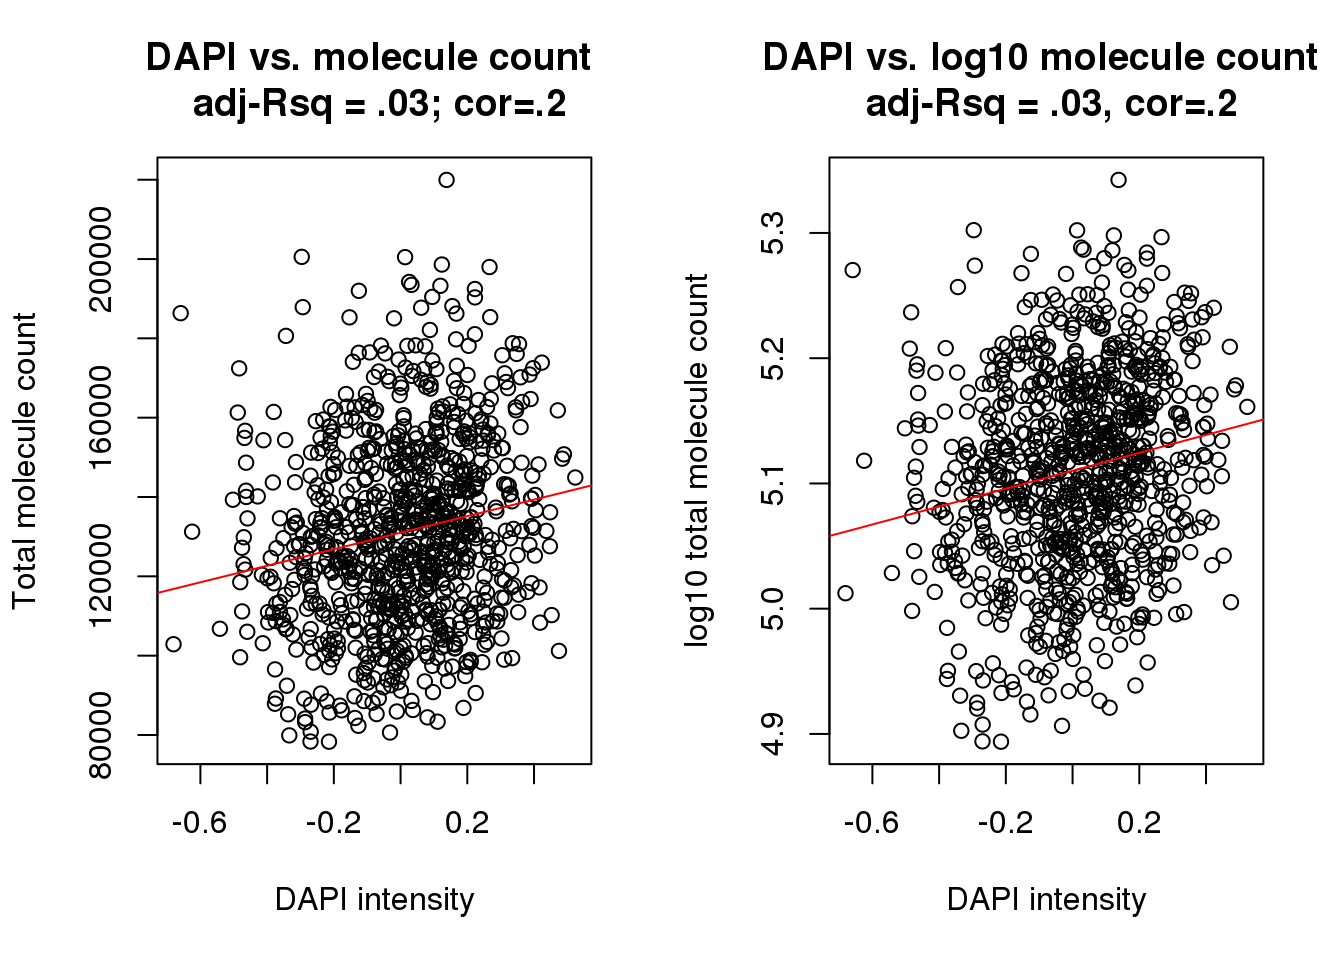 DAPI vs. molecule count
adj-Rsq = .03; cor=.2
Total molecule count
200000
160000
120000
80000
-0.6 -0.2 0.2
DAPI intensity
DAPI vs. log10 molecule count
adj-Rsq = .03, cor=.2
log10 total molecule count
5.3
5.2
5.1
5.0
4.9
-0.6 -0.2 0.2
DAPI intensity